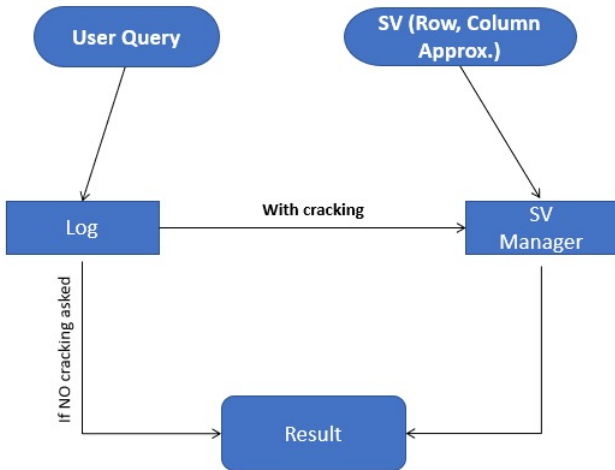 User Query
SV (Row, Column
Approx.)
With cracking
Log
SV
Manager
If NO cracking asked
Result